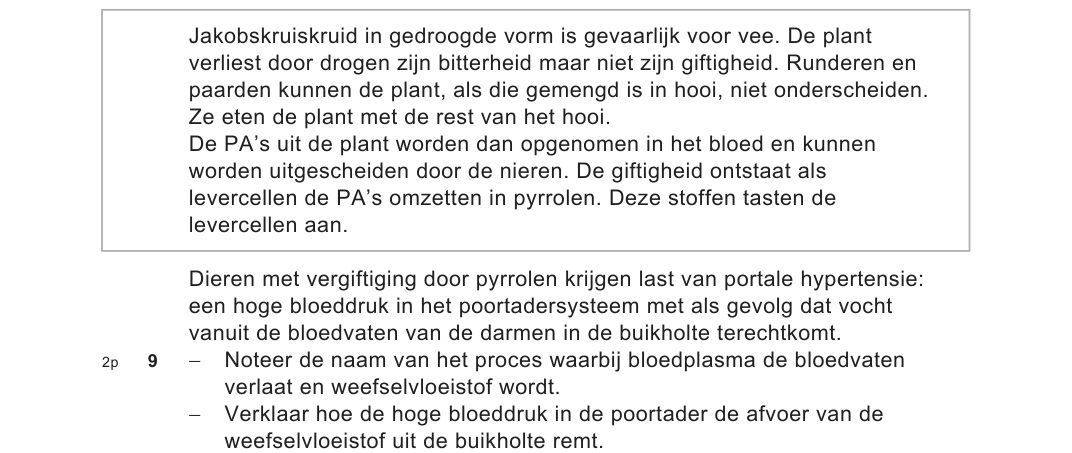 Jakobskruiskruid in gedroogde vorm is gevaarlijk voor vee. De plant
verliest door drogen zijn bitterheid maar niet zijn giftigheid. Runderen en
paarden kunnen de plant, als die gemengd is in hooi, niet onderscheiden.
Ze eten de plant met de rest van het hooi.
De PA's uit de plant worden dan opgenomen in het bloed en kunnen
worden uitgescheiden door de nieren. De giftigheid ontstaat als
levercellen de PA's omzetten in pyrrolen. Deze stoffen tasten de
levercellen aan.
Dieren met vergiftiging door pyrrolen krijgen last van portale hypertensie:
een hoge bloeddruk in het poortadersysteem met als gevolg dat vocht
vanuit de bloedvaten van de darmen in de buikholte terechtkomt.
2p 9 – Noteer de naam van het proces waarbij bloedplasma de bloedvaten
verlaat en weefselvloeistof wordt.
– Verklaar hoe de hoge bloeddruk in de poortader de afvoer van de
weefselvloeistof uit de buikholte remt.